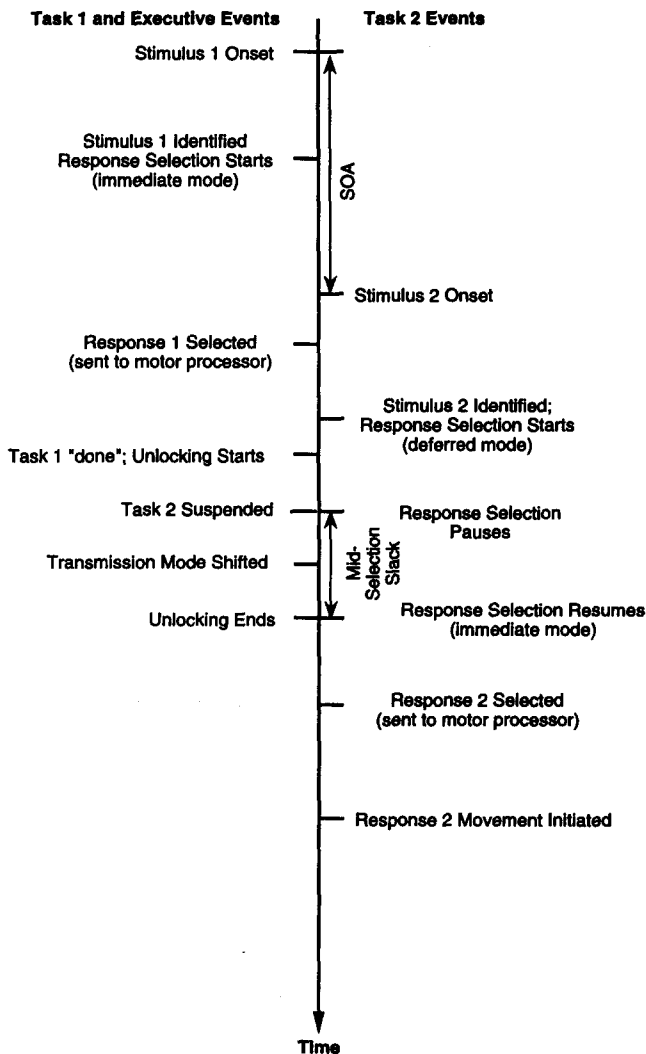 Task 1 and Executive Events
Task 2 Events
Stimulus 1 Onset
Stimulus 1 Identified
Response Selection Starts
(immediate mode)
SOA
Stimulus 2 Onset
Response 1 Selected
(sent to motor processor)
Stimulus 2 Identified;
Response Selection Starts
(deferred mode)
Task 1 "done"; Unlocking Starts
Task 2 Suspended
Response Selection
Pauses
Mid-
Selection
Slack
Transmission Mode Shifted
Unlocking Ends
Response Selection Resumes
(immediate mode)
Response 2 Selected
(sent to motor processor)
Response 2 Movement Initiated
Time